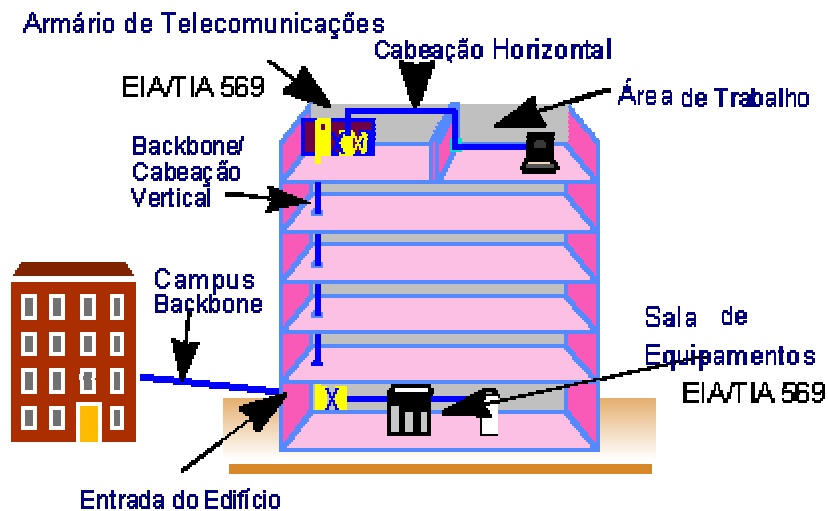 Armário de Telecomunicações
Cabeação Horizontal
EIA/TIA 569
Área de Trabalho
Backbone/
Cabeação
Vertical
Campus
Backbone
Sala de
Equipamentos
EIA/TIA 569
X
Entrada do Edifício